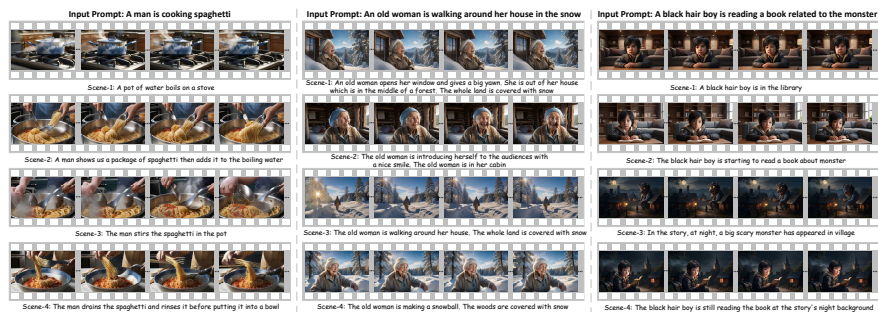 Input Prompt: A man is cooking spaghetti
Scene-1: A pot of water boils on a stove
Scene-2: A man shows us a package of spaghetti then adds it to the boiling water
Scene-3: The man stirs the spaghetti in the pot
Scene-4: The man drains the spaghetti and rinses it before putting it into a bowl
Input Prompt: An old woman is walking around her house in the snow
Scene-1: An old woman opens her window and gives a big yawn. She is out of her house
which is in the middle of a forest. The whole land is covered with snow
Scene-2: The old woman is introducing herself to the audiences with
a nice smile. The old woman is in her cabin
Scene-3: The old woman is walking around her house. The whole land is covered with snow
Scene-4: The old woman is making a snowball. The woods are covered with snow
Input Prompt: A black hair boy is reading a book related to the monster
Scene-1: A black hair boy is in the library
Scene-2: The black hair boy is starting to read a book about monster
Scene-3: In the story, at night, a big scary monster has appeared in village
Scene-4: The black hair boy is still reading the book at the story's night background